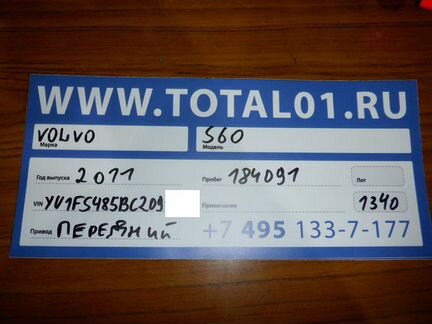 WWW.TOTAL01.RU
VOLVO S60
Марка Модель
Год выпуска 2011 Пробег 184091 Лот
VIN YV1FS485BC209 Примечание 1340
Привод ПЕРЕДНИЙ +7 495 133-7-177